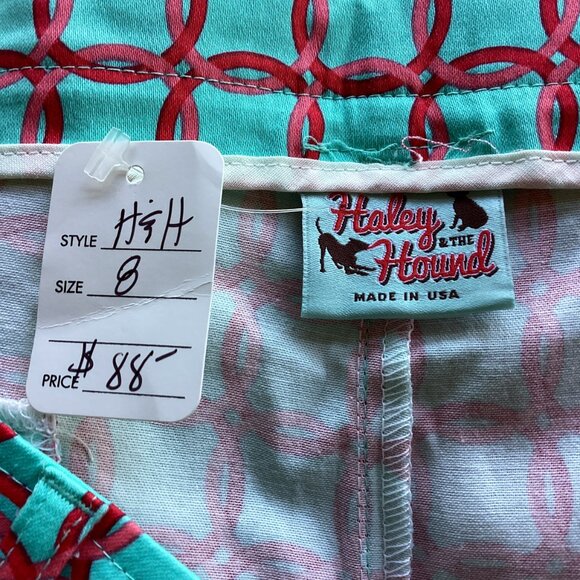 STYLE H&H
SIZE 8
PRICE $88-
Haley
& THE
Hound
MADE IN USA